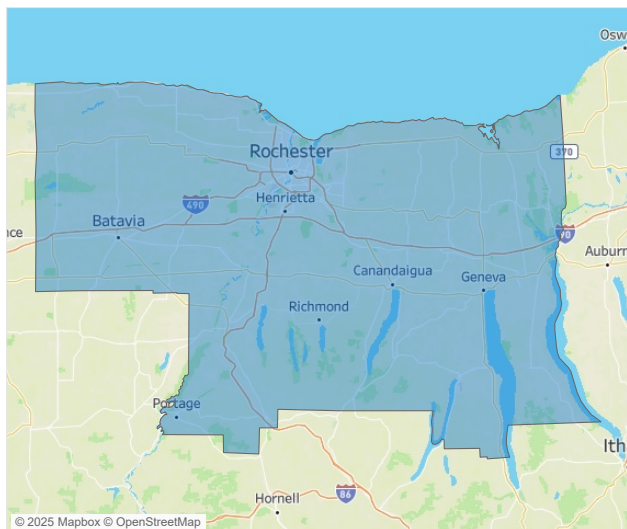 Osw
370
Rochester
490
Henrietta
Batavia
nce
90
Auburn
Canandaigua
Geneva
Richmond
Portage
Ith
86
Hornell
© 2025 Mapbox © OpenStreetMap